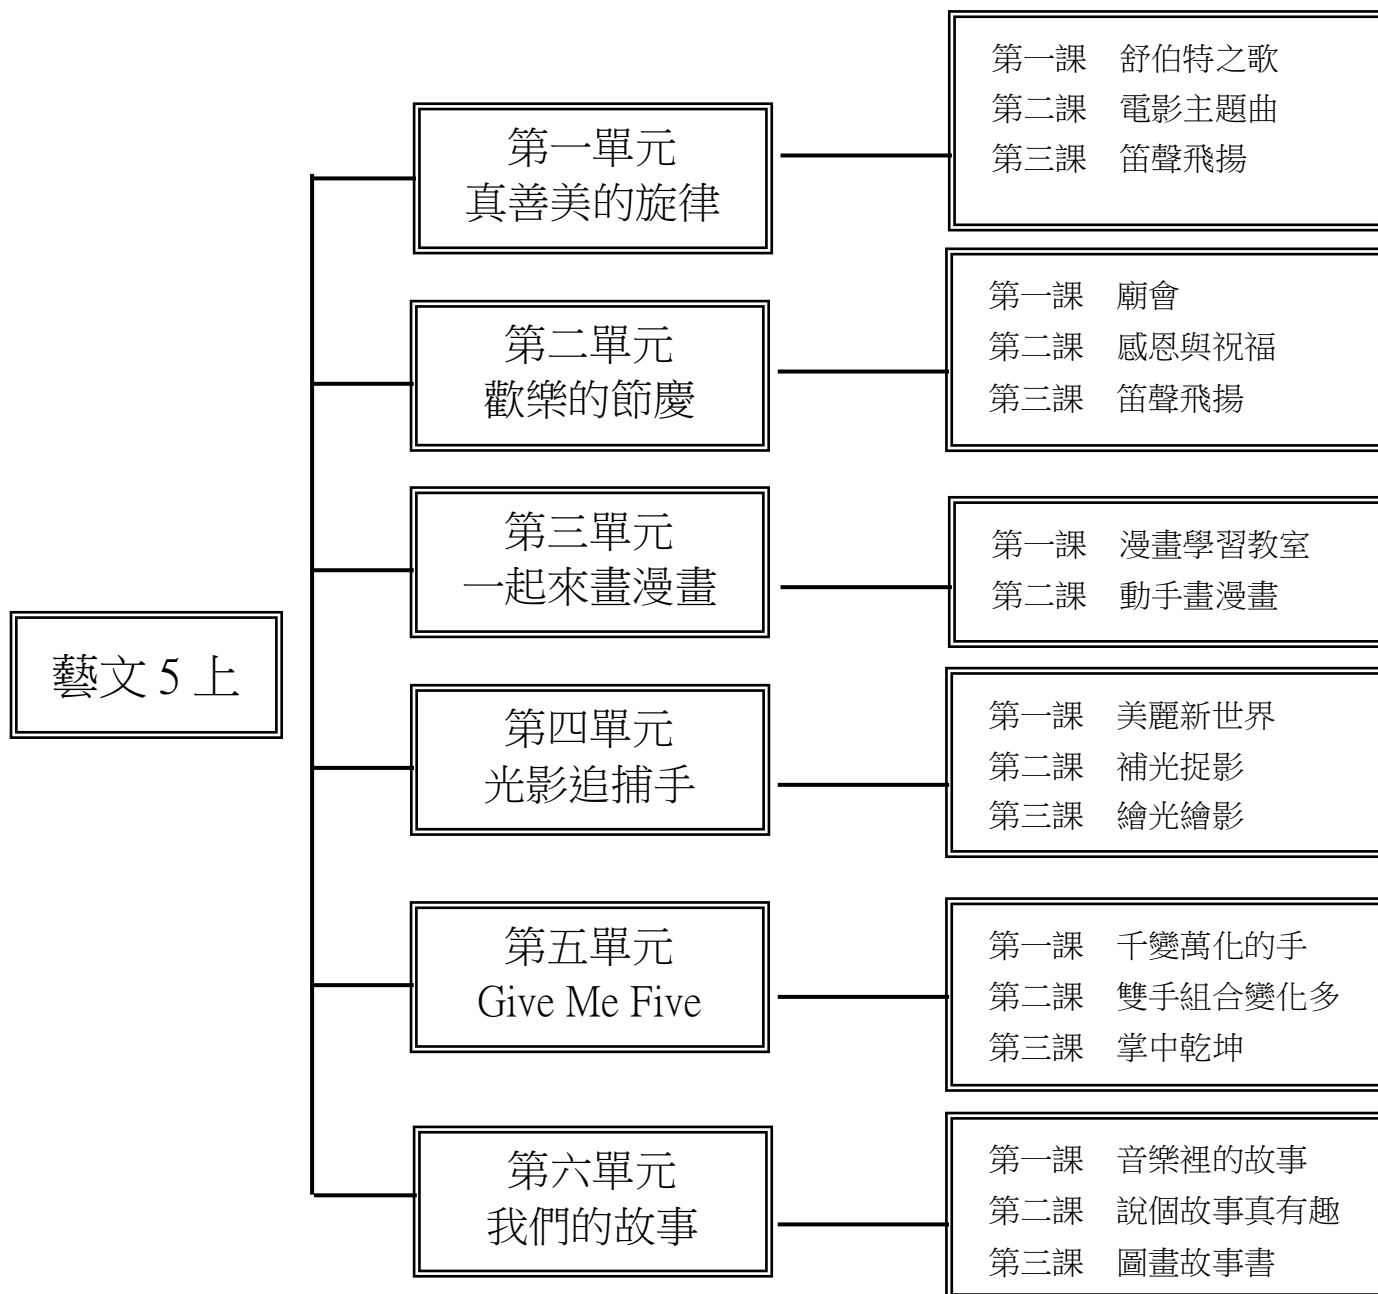 藝文 5 上
第一單元
真善美的旋律
第一課　舒伯特之歌
第二課　電影主題曲
第三課　笛聲飛揚
第二單元
歡樂的節慶
第一課　廟會
第二課　感恩與祝福
第三課　笛聲飛揚
第三單元
一起來畫漫畫
第一課　漫畫學習教室
第二課　動手畫漫畫
第四單元
光影追捕手
第一課　美麗新世界
第二課　補光捉影
第三課　繪光繪影
第五單元
Give Me Five
第一課　千變萬化的手
第二課　雙手組合變化多
第三課　掌中乾坤
第六單元
我們的故事
第一課　音樂裡的故事
第二課　說個故事真有趣
第三課　圖畫故事書